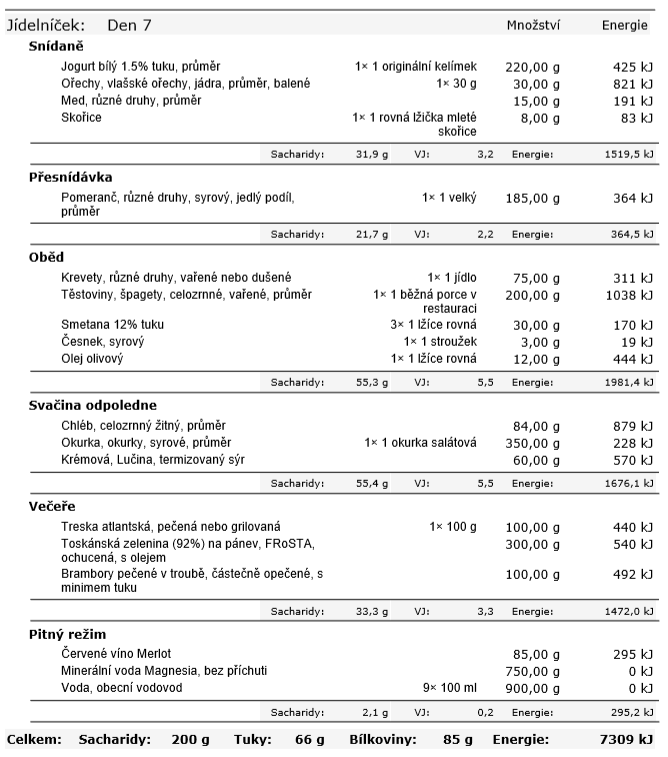 Jídelníček: Den 7 Množství Energie
Snídaně
Jogurt bílý 1.5% tuku, průměr 1× 1 originální kelímek 220,00 g 425 kJ
Ořechy, vlašské ořechy, jádra, průměr, balené 1× 30 g 30,00 g 821 kJ
Med, různé druhy, průměr 15,00 g 191 kJ
Skořice 1× 1 rovná lžička mleté 8,00 g 83 kJ
skořice
Sacharidy: 31,9 g VJ: 3,2 Energie: 1519,5 kJ
Přesnídávka
Pomeranč, různé druhy, syrový, jedlý podíl, 1× 1 velký 185,00 g 364 kJ
průměr
Sacharidy: 21,7 g VJ: 2,2 Energie: 364,5 kJ
Oběd
Krevety, různé druhy, vařené nebo dušené 1× 1 jídlo 75,00 g 311 kJ
Těstoviny, špagety, celozrnné, vařené, průměr 1× 1 běžná porce v 200,00 g 1038 kJ
restauraci
Smetana 12% tuku 3× 1 lžíce rovná 30,00 g 170 kJ
Česnek, syrový 1× 1 stroužek 3,00 g 19 kJ
Olej olivový 1× 1 lžíce rovná 12,00 g 444 kJ
Sacharidy: 55,3 g VJ: 5,5 Energie: 1981,4 kJ
Svačina odpoledne
Chléb, celozrnný žitný, průměr 84,00 g 879 kJ
Okurka, okurky, syrové, průměr 1× 1 okurka salátová 350,00 g 228 kJ
Krémová, Lučina, termizovaný sýr 60,00 g 570 kJ
Sacharidy: 55,4 g VJ: 5,5 Energie: 1676,1 kJ
Večeře
Treska atlantská, pečená nebo grilovaná 1× 100 g 100,00 g 440 kJ
Toskánská zelenina (92%) na pánev, FRoSTA, 300,00 g 540 kJ
ochucená, s olejem
Brambory pečené v troubě, částečně opečené, s 100,00 g 492 kJ
minimem tuku
Sacharidy: 33,3 g VJ: 3,3 Energie: 1472,0 kJ
Pitný režim
Červené víno Merlot 85,00 g 295 kJ
Minerální voda Magnesia, bez příchuti 750,00 g 0 kJ
Voda, obecní vodovod 9× 100 ml 900,00 g 0 kJ
Sacharidy: 2,1 g VJ: 0,2 Energie: 295,2 kJ
Celkem: Sacharidy: 200 g Tuky: 66 g Bílkoviny: 85 g Energie: 7309 kJ